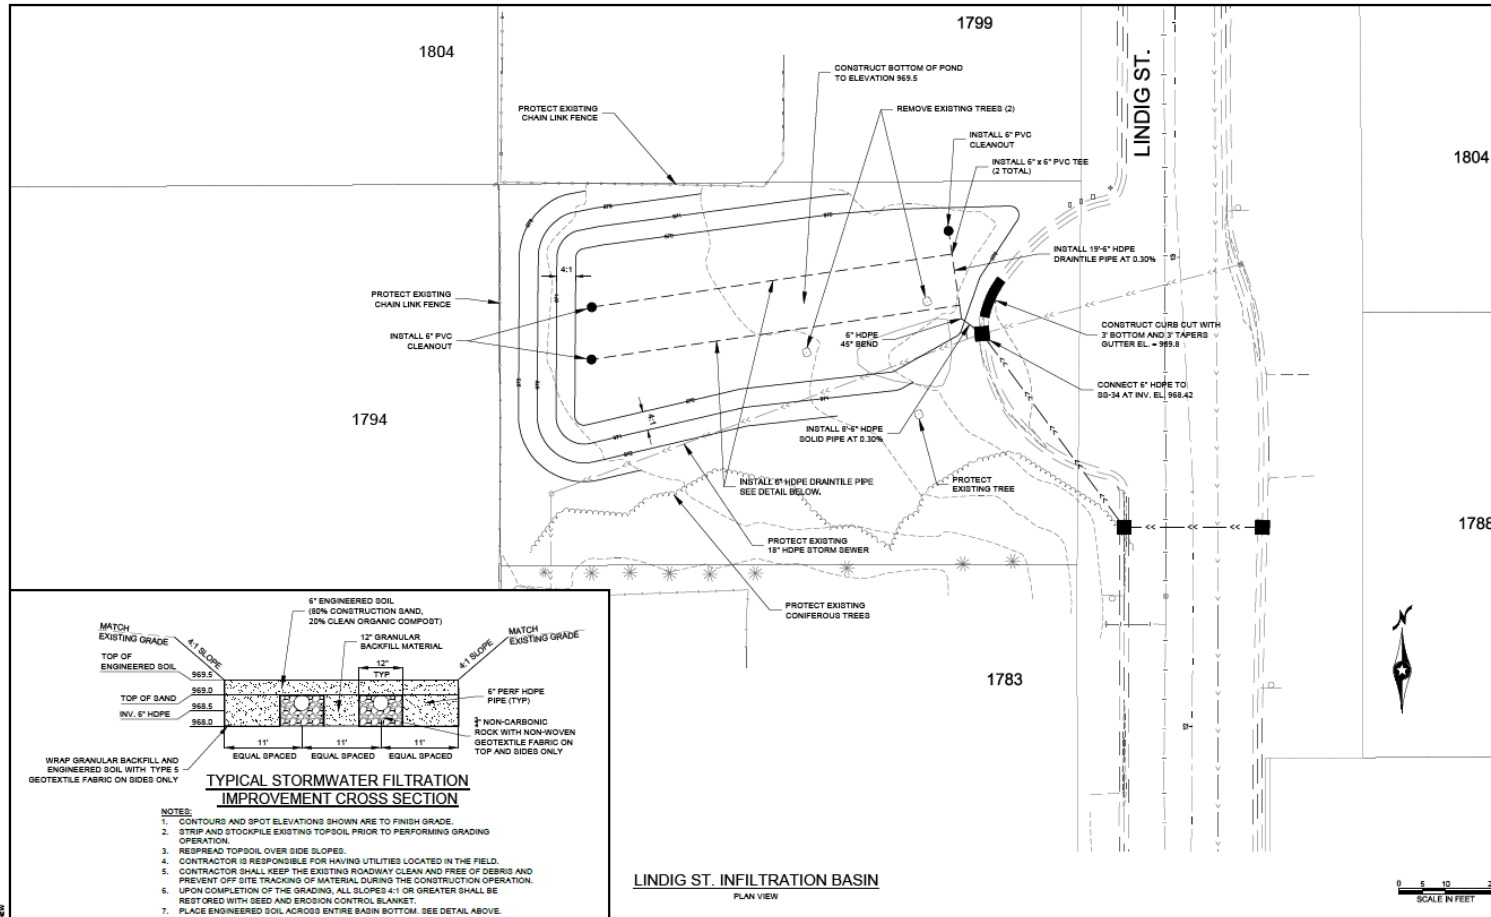 1804
1799
LINDIG ST.
CONSTRUCT BOTTOM OF POND
TO ELEVATION 969.5
PROTECT EXISTING
CHAIN LINK FENCE
REMOVE EXISTING TREES (2)
INSTALL 6" PVC
CLEANOUT
INSTALL 6" x 6" PVC TEE
(2 TOTAL)
1804
INSTALL 19'-6" HDPE
DRAINTILE PIPE AT 0.30%
4:1
PROTECT EXISTING
CHAIN LINK FENCE
INSTALL 6" PVC
CLEANOUT
6" HDPE
45° BEND
CONSTRUCT CURB CUT WITH
3' BOTTOM AND 3' TAPERS
GUTTER EL. = 969.8
CONNECT 6" HDPE TO
SS-34 AT INV. EL. 968.42
1794
4:1
INSTALL 8'-6" HDPE
SOLID PIPE AT 0.30%
INSTALL 6" HDPE DRAINTILE PIPE
SEE DETAIL BELOW.
PROTECT
EXISTING TREE
1788
PROTECT EXISTING
18" HDPE STORM SEWER
PROTECT EXISTING
CONIFEROUS TREES
1783
N
6" ENGINEERED SOIL
(80% CONSTRUCTION SAND,
20% CLEAN ORGANIC COMPOST)
MATCH
EXISTING GRADE
4:1 SLOPE
12" GRANULAR
BACKFILL MATERIAL
4:1 SLOPE
MATCH
EXISTING GRADE
TOP OF
ENGINEERED SOIL
969.5
12"
TYP
TOP OF SAND
969.0
6" PERF HDPE
PIPE (TYP)
INV. 6" HDPE
968.5
968.0
NON-CARBONIC
ROCK WITH NON-WOVEN
GEOTEXTILE FABRIC ON
TOP AND SIDES ONLY
11' 11' 11'
EQUAL SPACED EQUAL SPACED EQUAL SPACED
WRAP GRANULAR BACKFILL AND
ENGINEERED SOIL WITH TYPE 5
GEOTEXTILE FABRIC ON SIDES ONLY
TYPICAL STORMWATER FILTRATION
IMPROVEMENT CROSS SECTION
NOTES:
1. CONTOURS AND SPOT ELEVATIONS SHOWN ARE TO FINISH GRADE.
2. STRIP AND STOCKPILE EXISTING TOPSOIL PRIOR TO PERFORMING GRADING
OPERATION.
3. RESPREAD TOPSOIL OVER SIDE SLOPES.
4. CONTRACTOR IS RESPONSIBLE FOR HAVING UTILITIES LOCATED IN THE FIELD.
5. CONTRACTOR SHALL KEEP THE EXISTING ROADWAY CLEAN AND FREE OF DEBRIS AND
PREVENT OFF SITE TRACKING OF MATERIAL DURING THE CONSTRUCTION OPERATION.
6. UPON COMPLETION OF THE GRADING, ALL SLOPES 4:1 OR GREATER SHALL BE
RESTORED WITH SEED AND EROSION CONTROL BLANKET.
7. PLACE ENGINEERED SOIL ACROSS ENTIRE BASIN BOTTOM. SEE DETAIL ABOVE.
LINDIG ST. INFILTRATION BASIN
PLAN VIEW
0 5 10
SCALE IN FEET